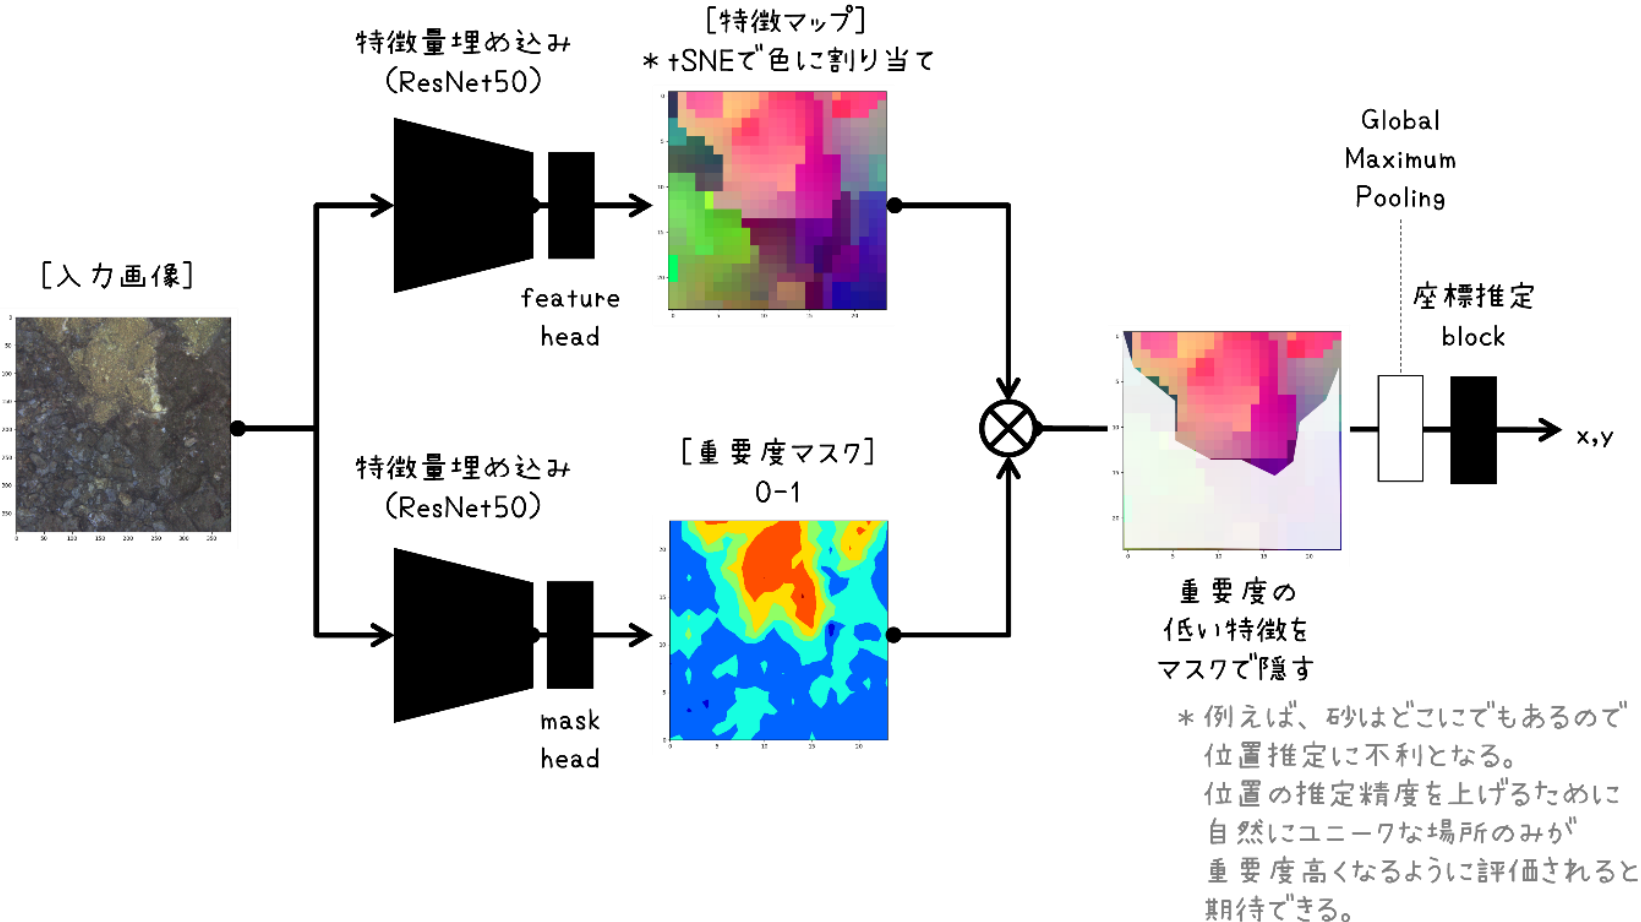 [特徴マップ]
*tSNEで色に割り当て
特徴量埋め込み
(ResNet50)
feature
head
[入力画像]
Global
Maximum
Pooling
座標推定
block
x,y
特徴量埋め込み
(ResNet50)
mask
head
[重要度マスク]
0-1
重要度の
低い特徴を
マスクで隠す
*例えば、砂はどこにでもあるので
位置推定に不利となる。
位置の推定精度を上げるために
自然にユニークな場所のみが
重要度高くなるように評価されると
期待できる。